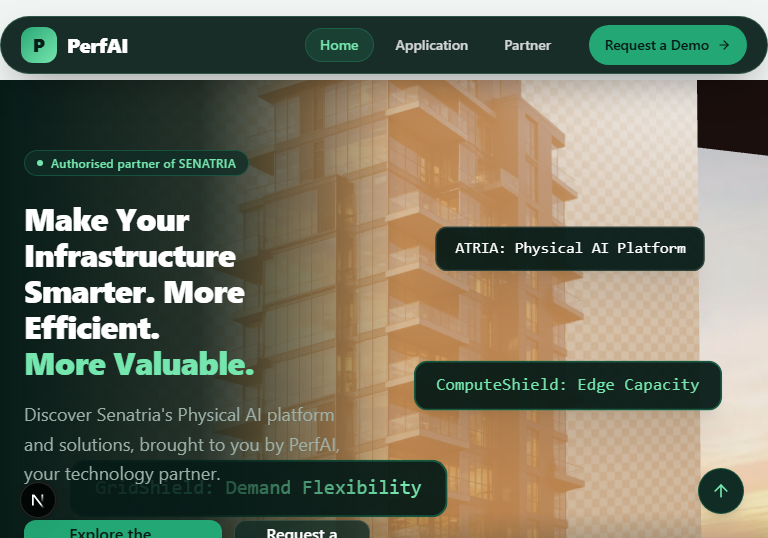 P PerfAI Home Application Partner Request a Demo →
Authorised partner of SENATRIA
Make Your
Infrastructure
Smarter. More
Efficient.
More Valuable.
ATRIA: Physical AI Platform
ComputeShield: Edge Capacity
Discover Senatria's Physical AI platform
and solutions, brought to you by PerfAI,
your technology partner.
GridShield: Demand Flexibility
N
Explore the
Request a